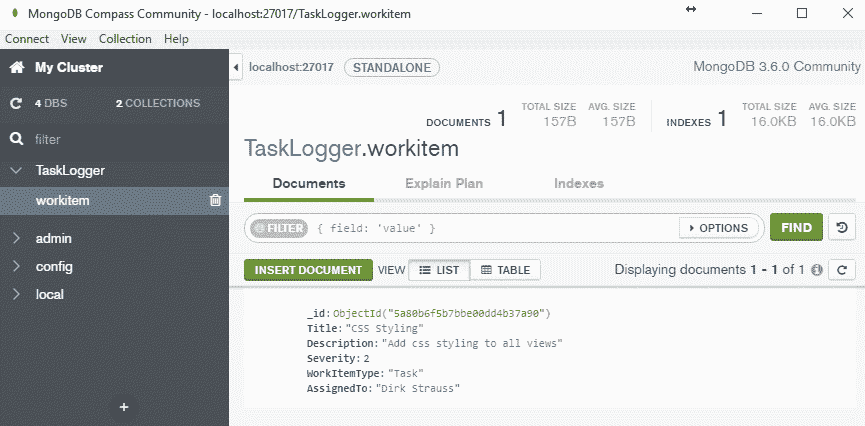 MongoDB Compass Community - localhost:27017/TaskLogger.workitem
Connect View Collection Help
My Cluster
localhost:27017 STANDALONE MongoDB 3.6.0 Community
4 DBS 2 COLLECTIONS
filter
TaskLogger
workitem
admin
config
local
+
DOCUMENTS 1 TOTAL SIZE 157B AVG. SIZE 157B INDEXES 1 TOTAL SIZE 16.0KB AVG. SIZE 16.0KB
TaskLogger.workitem
Documents Explain Plan Indexes
FILTER { field: 'value' } OPTIONS FIND
INSERT DOCUMENT VIEW LIST TABLE Displaying documents 1 - 1 of 1
_id:ObjectId("5a80b6f5b7bbe00dd4b37a90")
Title:"CSS Styling"
Description:"Add css styling to all views"
Severity:2
WorkItemType:"Task"
AssignedTo:"Dirk Strauss"